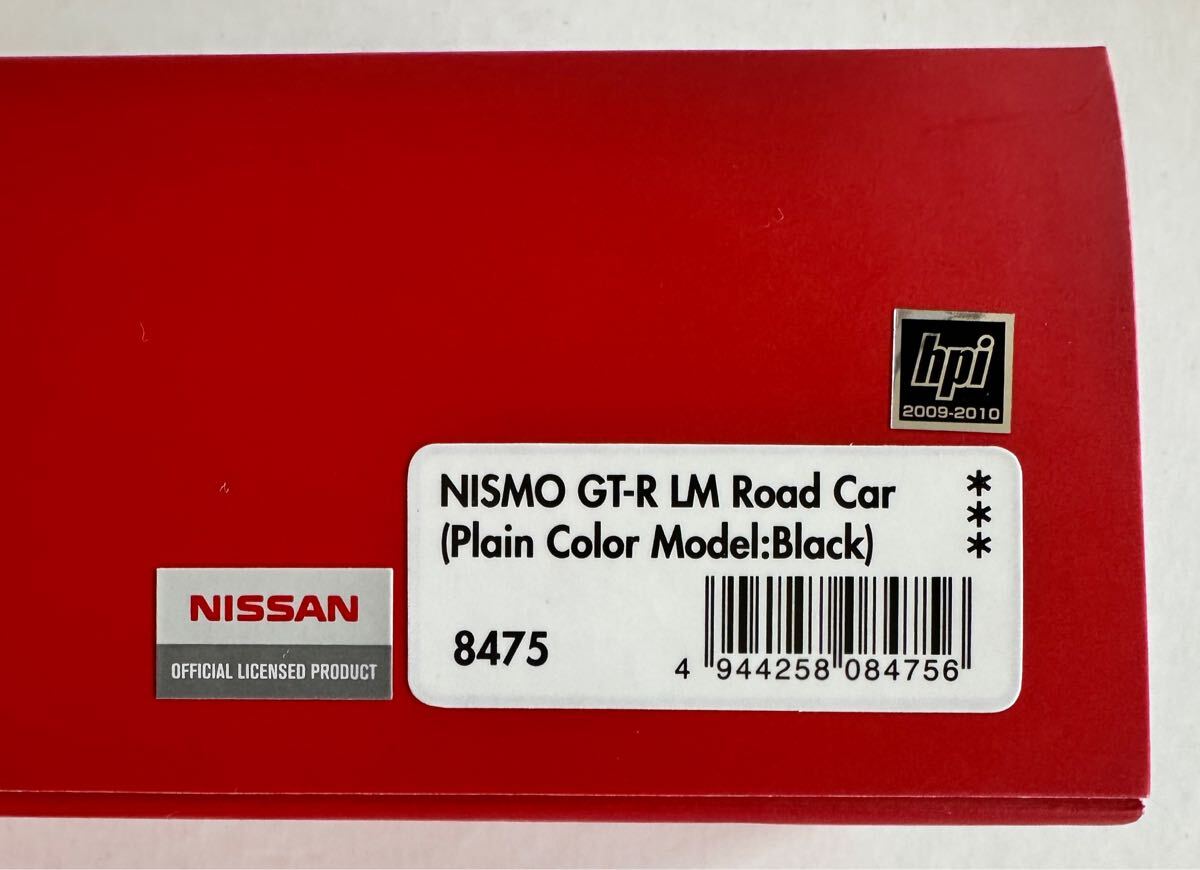 hpi
2009-2010
NISMO GT-R LM Road Car
(Plain Color Model:Black)
***
8475
4 944258 084756
NISSAN
OFFICIAL LICENSED PRODUCT